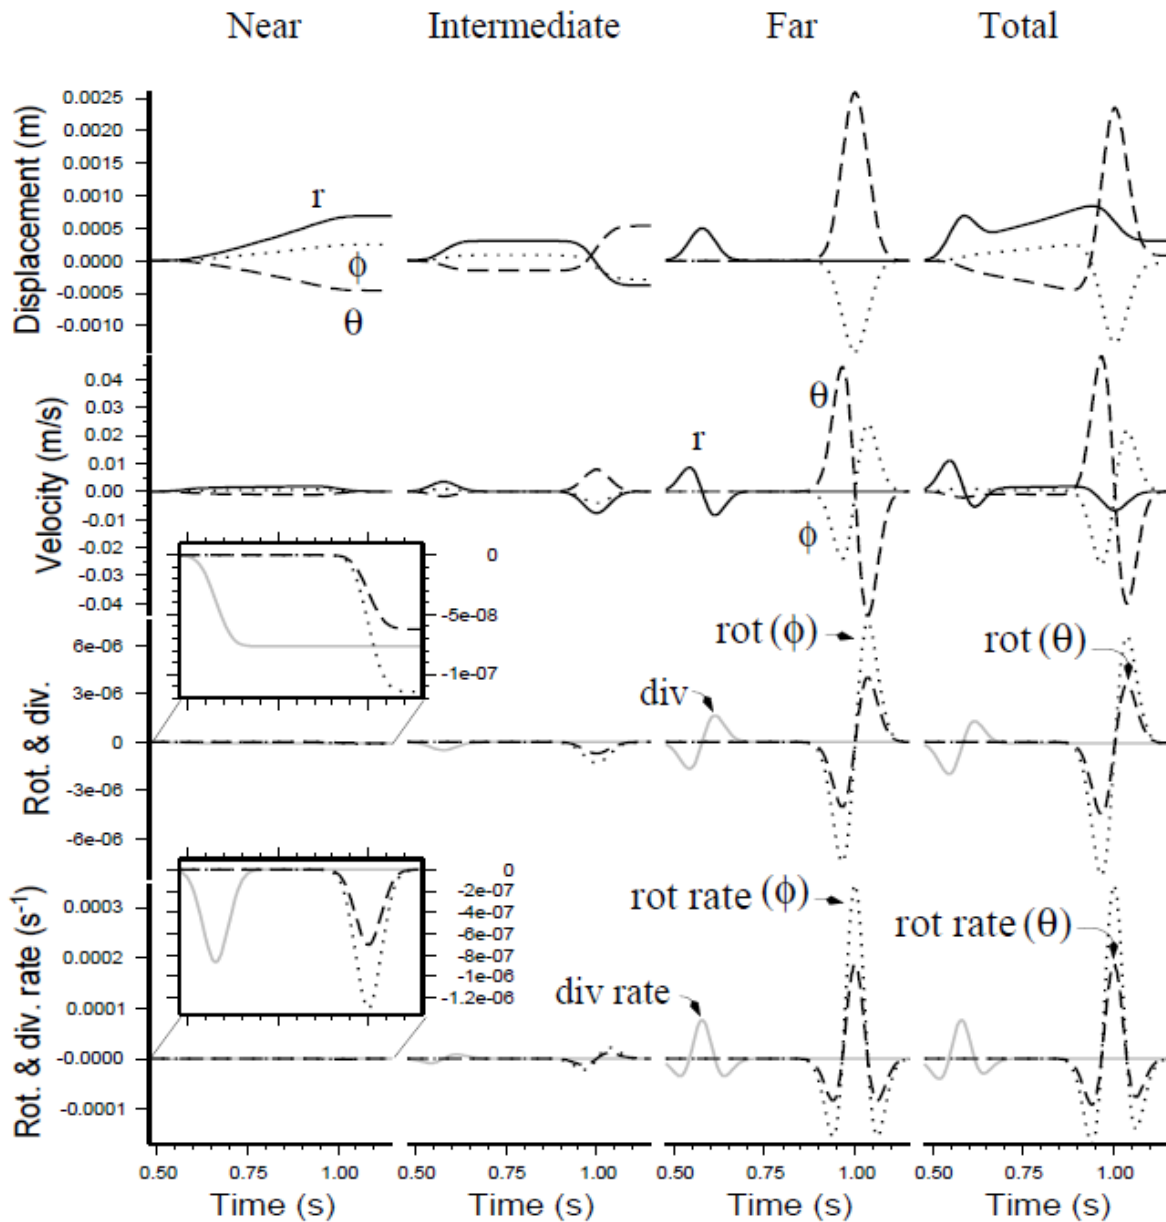 Near Intermediate Far Total
Displacement (m)
0.0025
0.0020
0.0015
0.0010
0.0005
0.0000
-0.0005
-0.0010
r
ϕ
θ
Velocity (m/s)
0.04
0.03
0.02
0.01
0.00
-0.01
-0.02
-0.03
-0.04
r
θ
ϕ
0
-5e-08
-1e-07
Rot. & div.
6e-06
3e-06
0
-3e-06
-6e-06
div
rot (ϕ)
rot (θ)
0
-2e-07
-4e-07
-6e-07
-8e-07
-1e-06
-1.2e-06
Rot. & div. rate (s⁻¹)
0.0003
0.0002
0.0001
-0.0000
-0.0001
div rate
rot rate (ϕ)
rot rate (θ)
0.50 0.75 1.00 0.50 0.75 1.00 0.50 0.75 1.00 0.50 0.75 1.00
Time (s) Time (s) Time (s) Time (s)